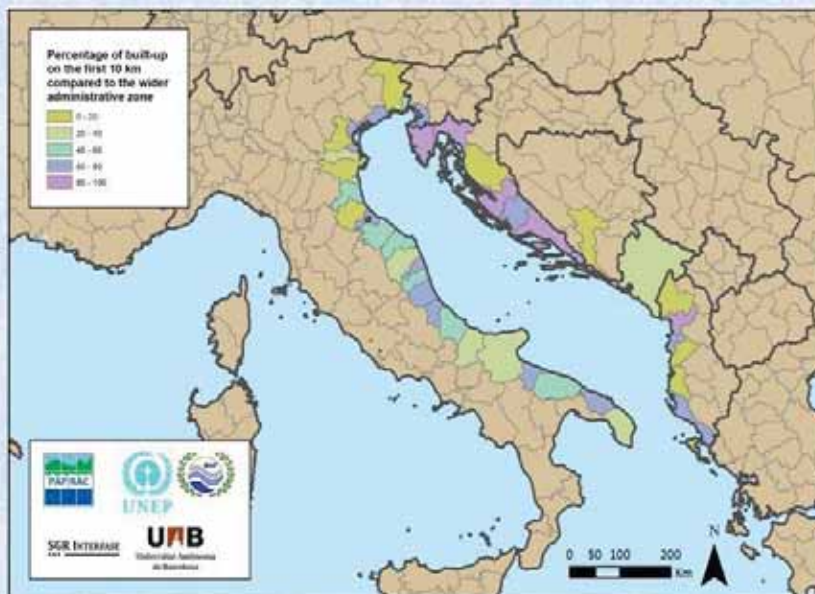 Percentage of built-up
on the first 10 km
compared to the wider
administrative zone
0 - 20
20 - 40
40 - 60
60 - 80
80 - 100
PAP/RAC
UNEP
SGR INTERFASE
UAB
Universitat Autònoma
de Barcelona
N
0 50 100 200
Km